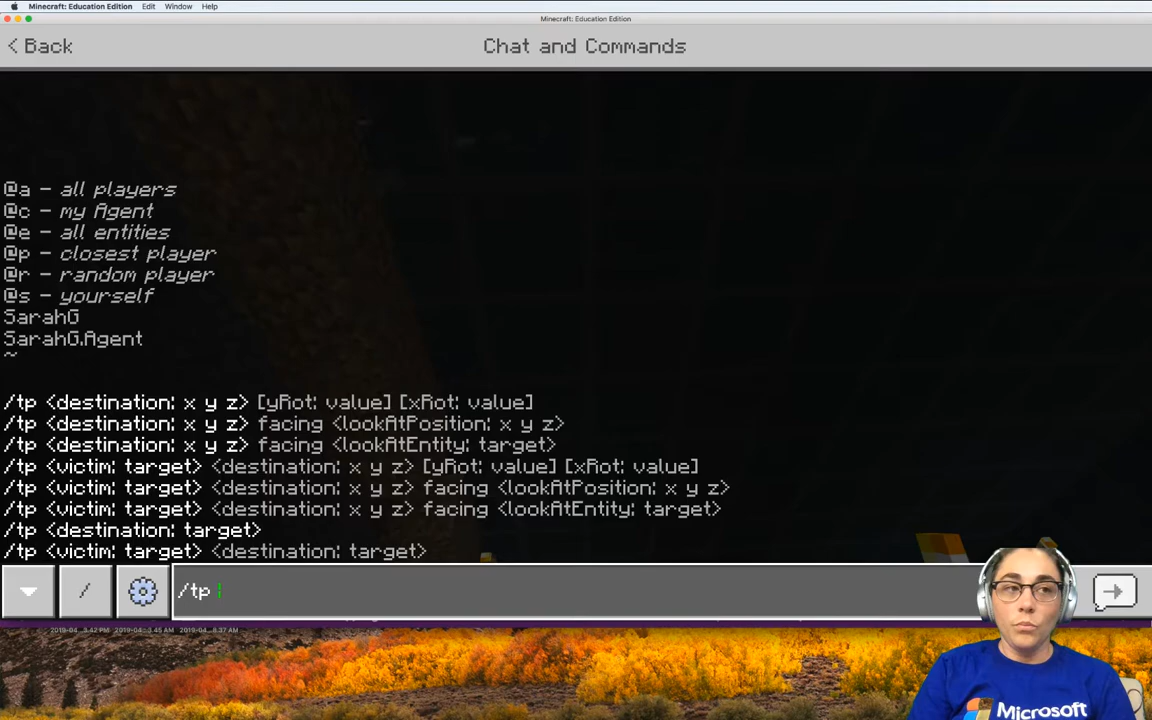 Minecraft: Education Edition Edit Window Help
Minecraft: Education Edition
< Back
Chat and Commands
@a - all players
@c - my Agent
@e - all entities
@p - closest player
@r - random player
@s - yourself
SarahG
SarahG.Agent
~
/tp <destination: x y z> [yRot: value] [xRot: value]
/tp <destination: x y z> facing <lookAtPosition: x y z>
/tp <destination: x y z> facing <lookAtEntity: target>
/tp <victim: target> <destination: x y z> [yRot: value] [xRot: value]
/tp <victim: target> <destination: x y z> facing <lookAtPosition: x y z>
/tp <victim: target> <destination: x y z> facing <lookAtEntity: target>
/tp <destination: target>
/tp <victim: target> <destination: target>
/
/tp
Microsoft